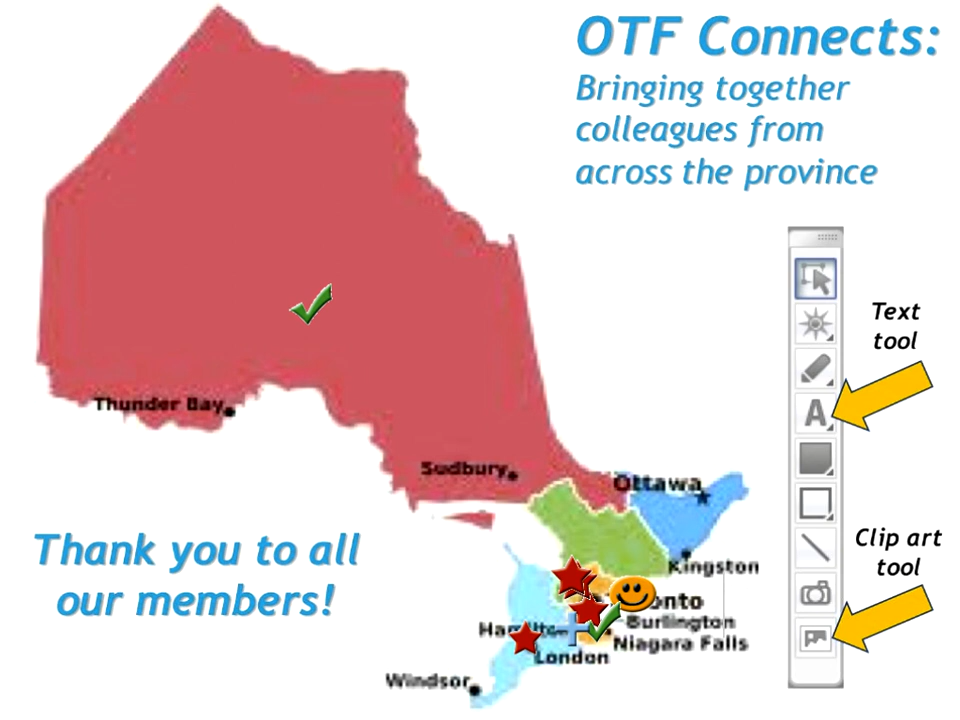 OTF Connects:
Bringing together
colleagues from
across the province
Text
tool
A
Thunder Bay
Sudbury
Ottawa
Clip art
tool
Thank you to all
our members!
Kingston
onto
Burlington
Niagara Falls
London
Windsor